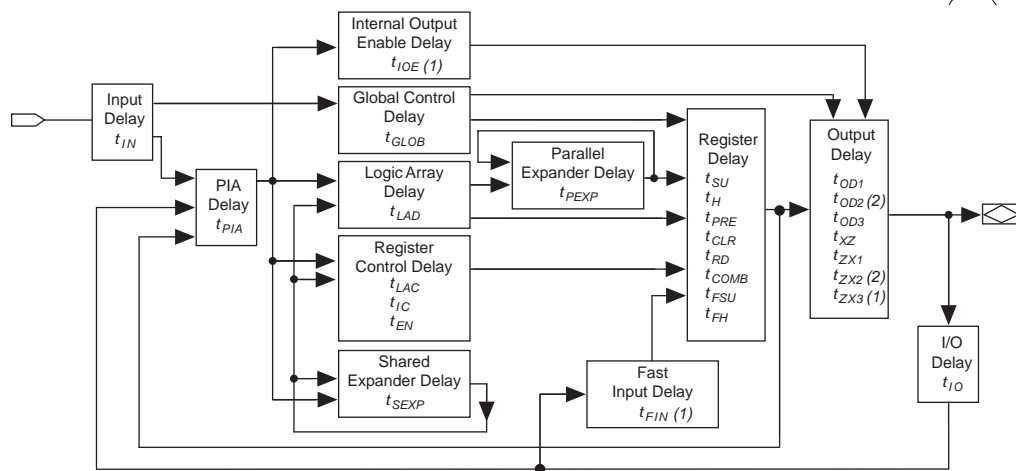 Internal Output
Enable Delay
tIOE (1)
Input
Delay
tIN
Global Control
Delay
tGLOB
Register
Delay
tSU
tH
tPRE
tCLR
tRD
tCOMB
tFSU
tFH
Output
Delay
tOD1
tOD2 (2)
tOD3
tXZ
tZX1
tZX2 (2)
tZX3 (1)
Parallel
Expander Delay
tPEXP
PIA
Delay
tPIA
Logic Array
Delay
tLAD
Register
Control Delay
tLAC
tIC
tEN
I/O
Delay
tIO
Shared
Expander Delay
tSEXP
Fast
Input Delay
tFIN (1)